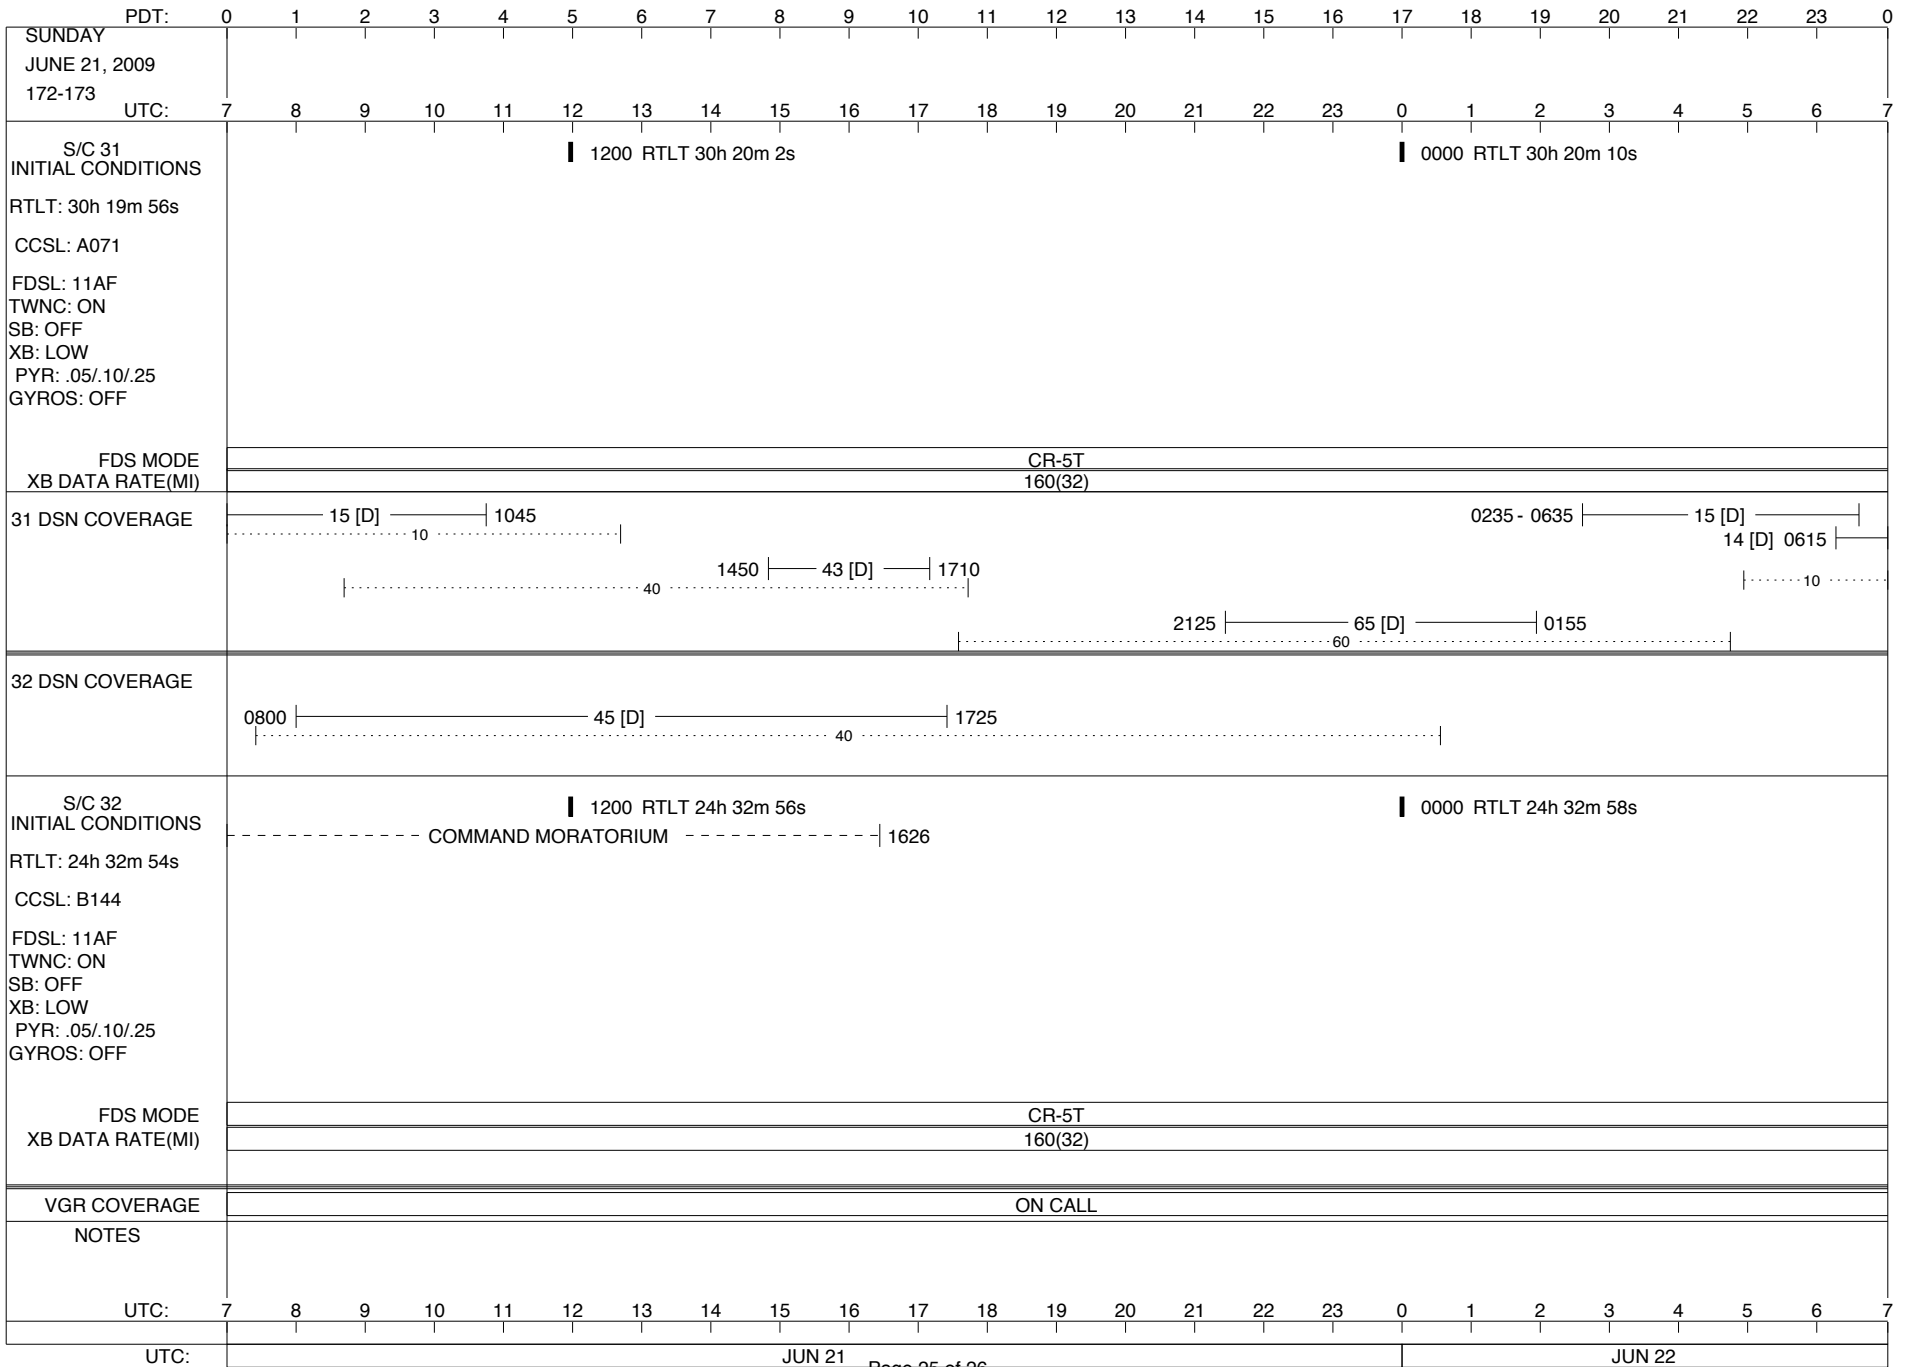 PDT: 0 1 2 3 4 5 6 7 8 9 10 11 12 13 14 15 16 17 18 19 20 21 22 23 0
SUNDAY
JUNE 21, 2009
172-173
UTC: 7 8 9 10 11 12 13 14 15 16 17 18 19 20 21 22 23 0 1 2 3 4 5 6 7
S/C 31
INITIAL CONDITIONS
1200 RTLT 30h 20m 2s
0000 RTLT 30h 20m 10s
RTLT: 30h 19m 56s
CCSL: A071
FDSL: 11AF
TWNC: ON
SB: OFF
XB: LOW
PYR: .05/.10/.25
GYROS: OFF
FDS MODE CR-5T
XB DATA RATE(MI) 160(32)
31 DSN COVERAGE
15 [D] 1045
0235 - 0635 15 [D]
10
14 [D] 0615
1450 43 [D] 1710
40
10
2125 65 [D] 0155
60
32 DSN COVERAGE
0800 45 [D] 1725
40
S/C 32
INITIAL CONDITIONS
1200 RTLT 24h 32m 56s
0000 RTLT 24h 32m 58s
COMMAND MORATORIUM 1626
RTLT: 24h 32m 54s
CCSL: B144
FDSL: 11AF
TWNC: ON
SB: OFF
XB: LOW
PYR: .05/.10/.25
GYROS: OFF
FDS MODE CR-5T
XB DATA RATE(MI) 160(32)
VGR COVERAGE ON CALL
NOTES
UTC: 7 8 9 10 11 12 13 14 15 16 17 18 19 20 21 22 23 0 1 2 3 4 5 6 7
UTC: JUN 21 JUN 22
Page 25 of 26